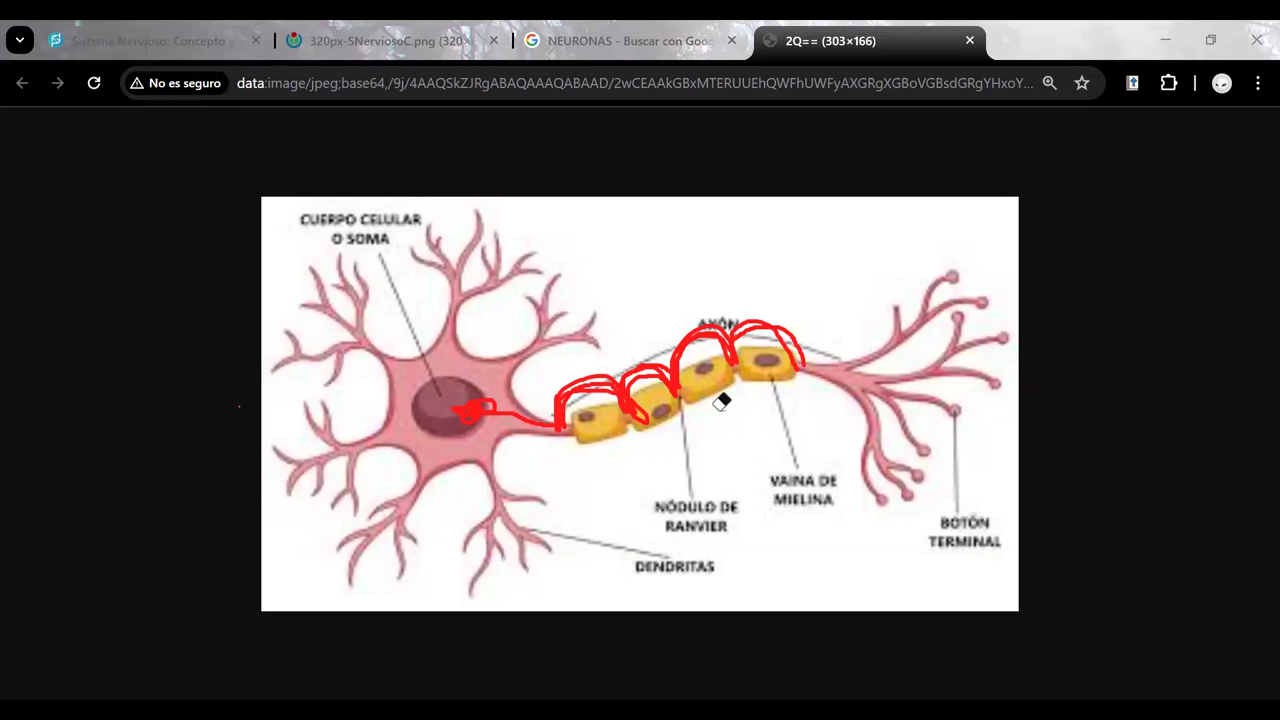 Sistema Nervioso: Concepto y
320px-SNerviosoC.png (320×
NEURONAS - Buscar con Goo
2Q== (303×166)
No es seguro
data:image/jpeg;base64,/9j/4AAQSkZJRgABAQAAAQABAAD/2wCEAAkGBxMTERUUEhQWFhUWFyAXGRgXGBoVGBsdGRgYHxoY...
CUERPO CELULAR
O SOMA
AXÓN
VAINA DE
MIELINA
NÓDULO DE
RANVIER
BOTÓN
TERMINAL
DENDRITAS